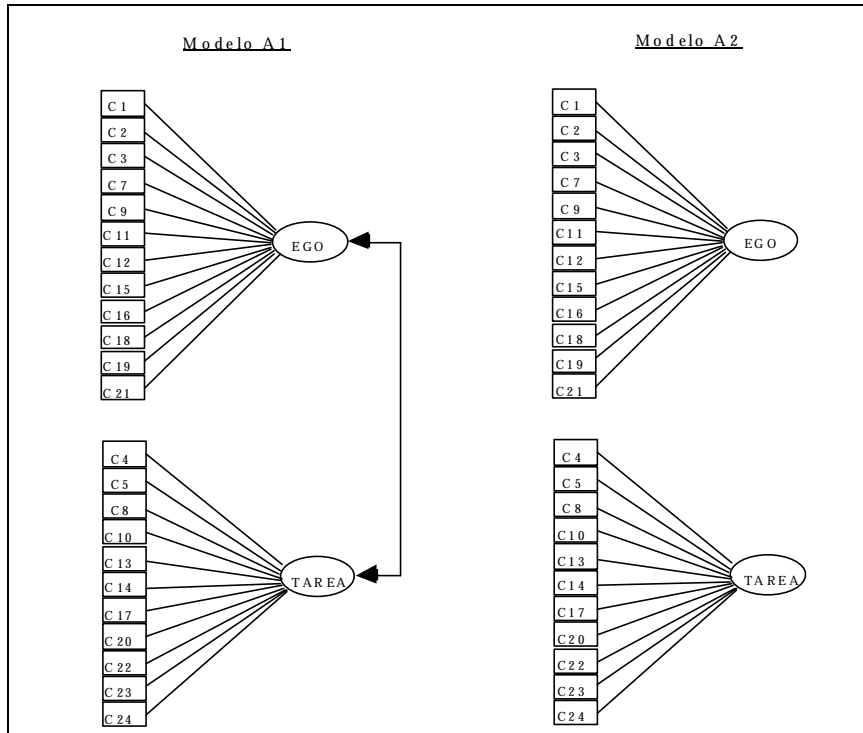 Modelo A1
C1
C2
C3
C7
C9
C11
C12
C15
C16
C18
C19
C21
EGO
C4
C5
C8
C10
C13
C14
C17
C20
C22
C23
C24
TAREA
Modelo A2
C1
C2
C3
C7
C9
C11
C12
C15
C16
C18
C19
C21
EGO
C4
C5
C8
C10
C13
C14
C17
C20
C22
C23
C24
TAREA